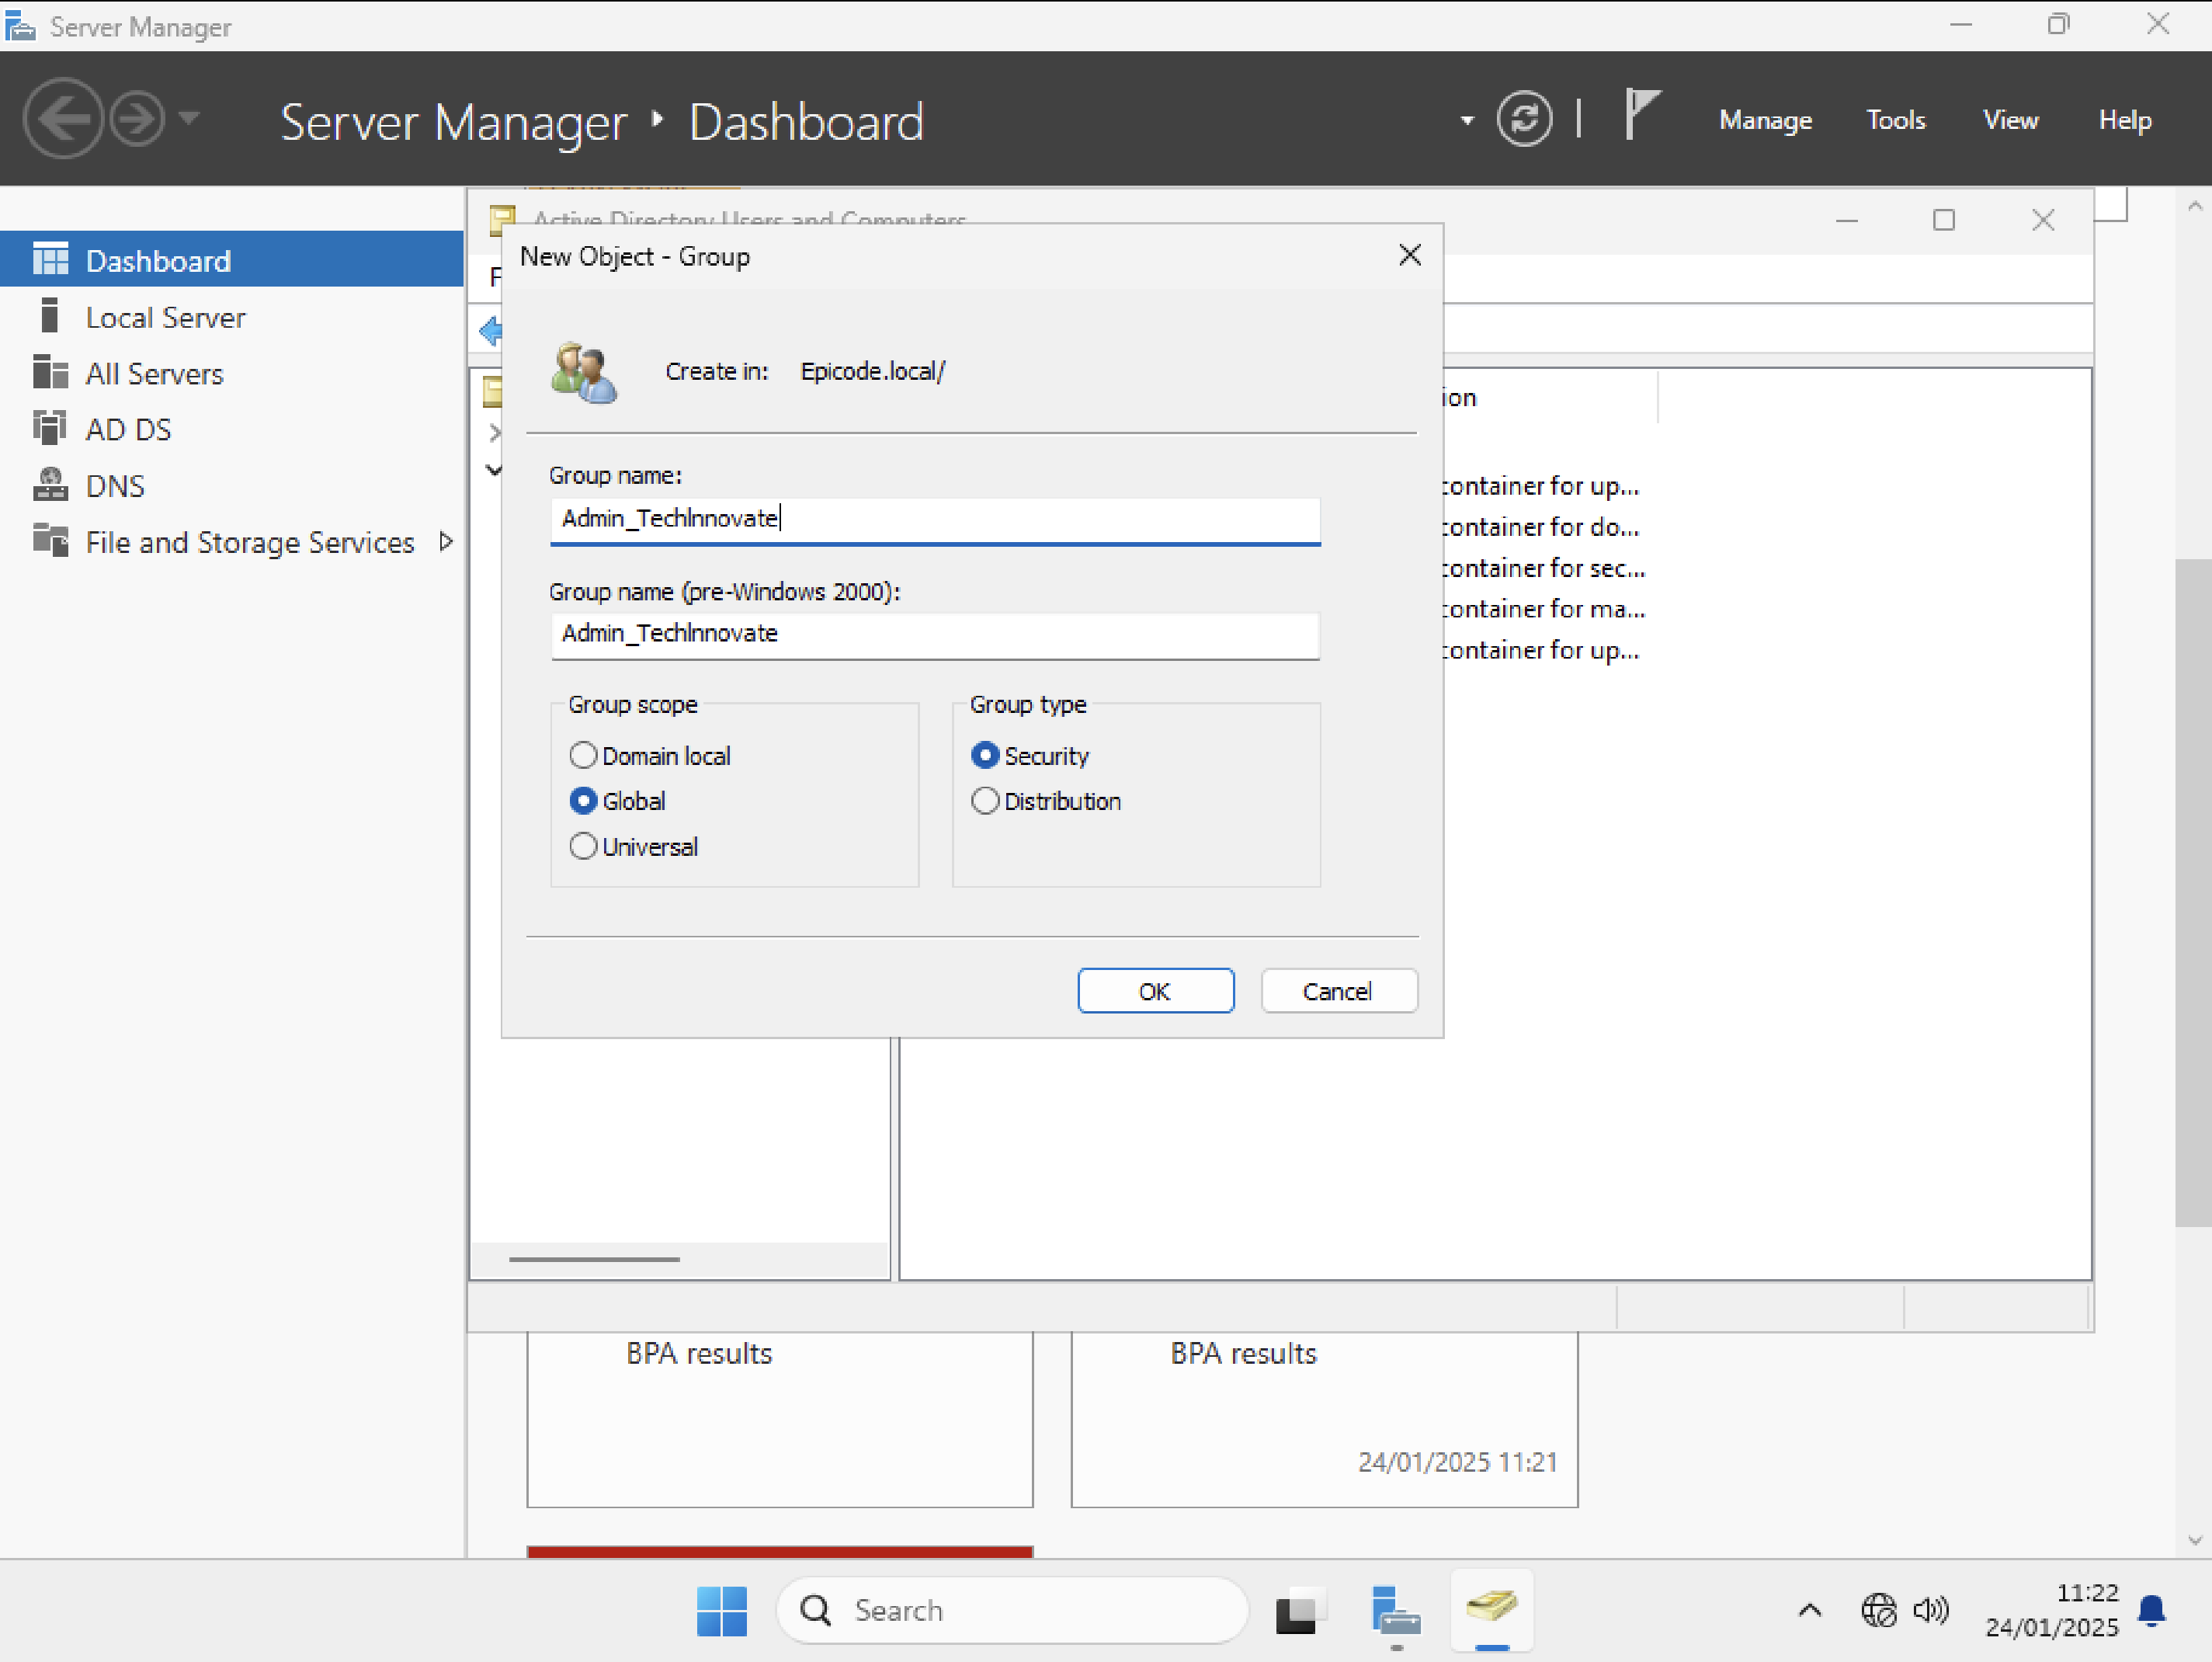 Server Manager
Server Manager Dashboard
Manage Tools View Help
Dashboard
Local Server
All Servers
AD DS
DNS
File and Storage Services
Active Directory Users and Computers
New Object - Group
F
Create in: Epicode.local/
Group name:
Admin_TechInnovate
Group name (pre-Windows 2000):
Admin_TechInnovate
Group scope
Domain local
Global
Universal
Group type
Security
Distribution
OK Cancel
ion
container for up...
container for do...
container for sec...
container for ma...
container for up...
BPA results
BPA results
24/01/2025 11:21
Search
11:22
24/01/2025